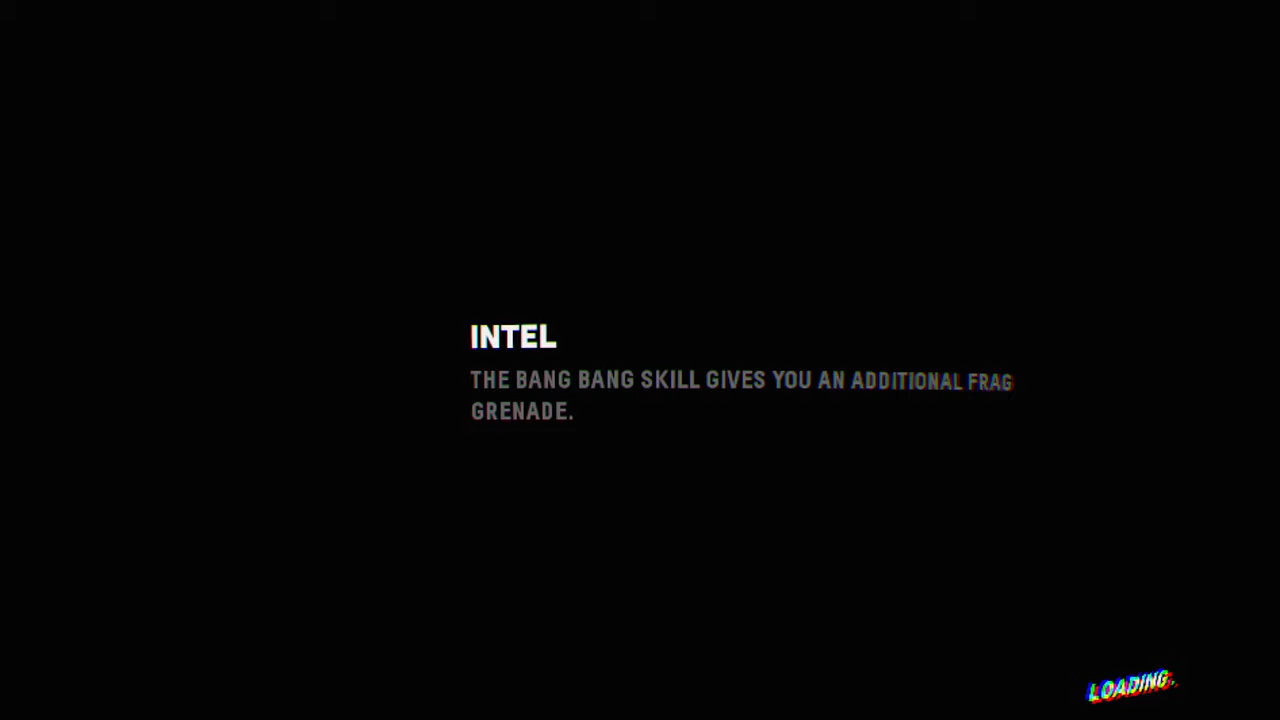 INTEL
THE BANG BANG SKILL GIVES YOU AN ADDITIONAL FRAG
GRENADE.
LOADING..